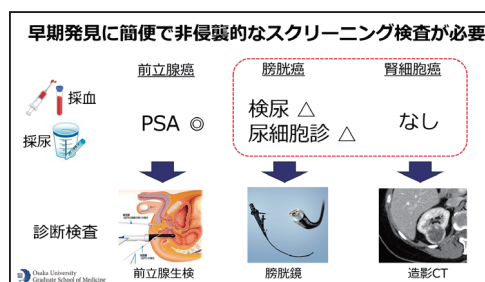 早期発見に簡便で非侵襲的なスクリーニング検査が必要
前立腺癌
膀胱癌
腎細胞癌
採血
採尿
PSA ◎
検尿 △
尿細胞診 △
なし
診断検査
前立腺生検
膀胱鏡
造影CT
Osaka University
Graduate School of Medicine